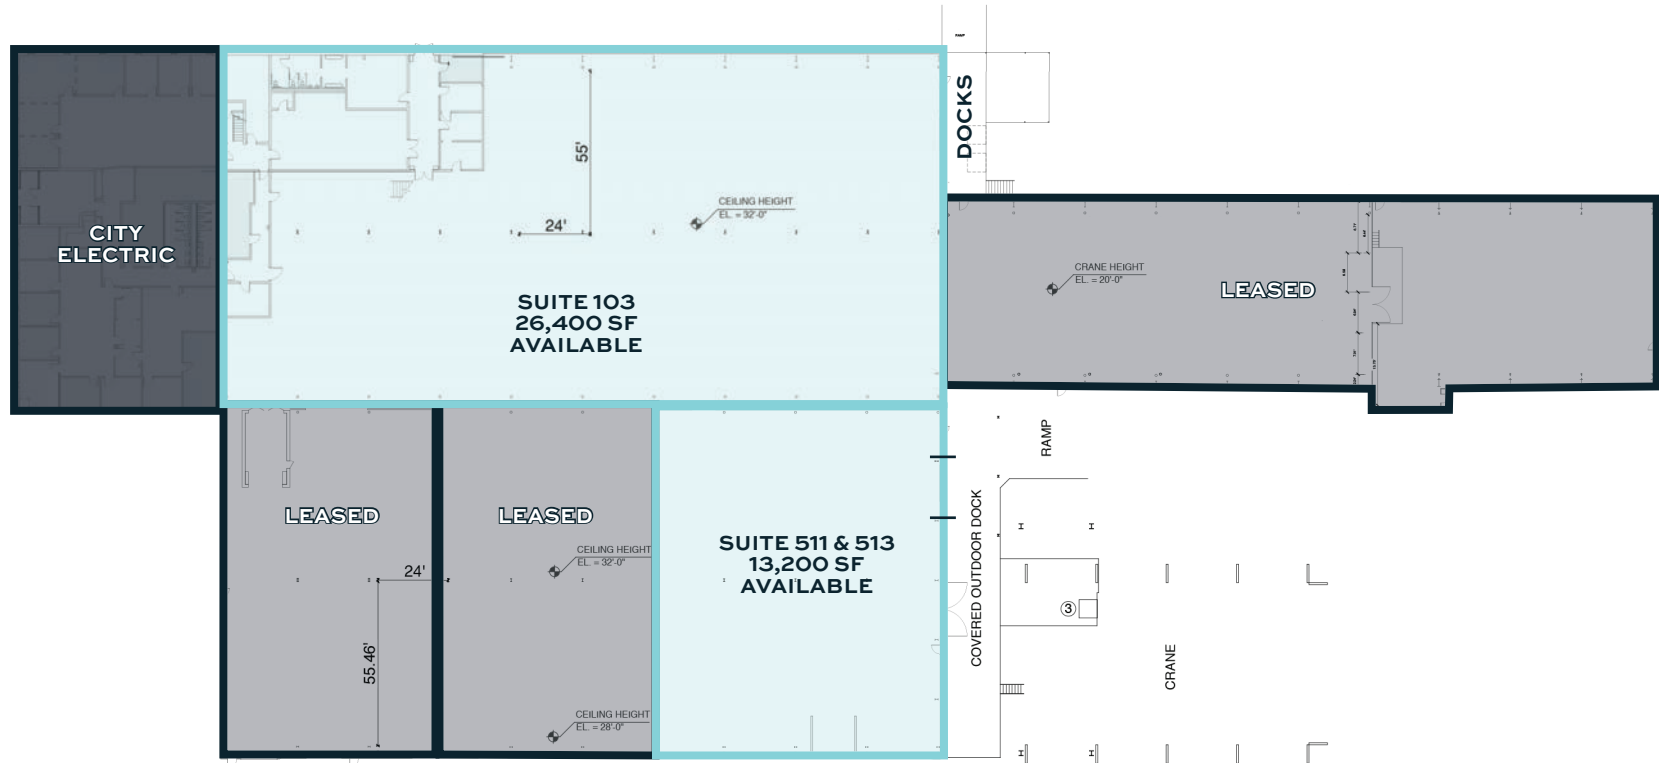 RAMP
DOCKS
CITY
ELECTRIC
55'
24'
CEILING HEIGHT
EL. = 32'-0"
SUITE 103
26,400 SF
AVAILABLE
CRANE HEIGHT
EL. = 20'-0"
LEASED
LEASED
24'
55.46'
LEASED
CEILING HEIGHT
EL. = 32'-0"
CEILING HEIGHT
EL. = 28'-0"
SUITE 511 & 513
13,200 SF
AVAILABLE
RAMP
COVERED OUTDOOR DOCK
3
CRANE
H
H
H
H